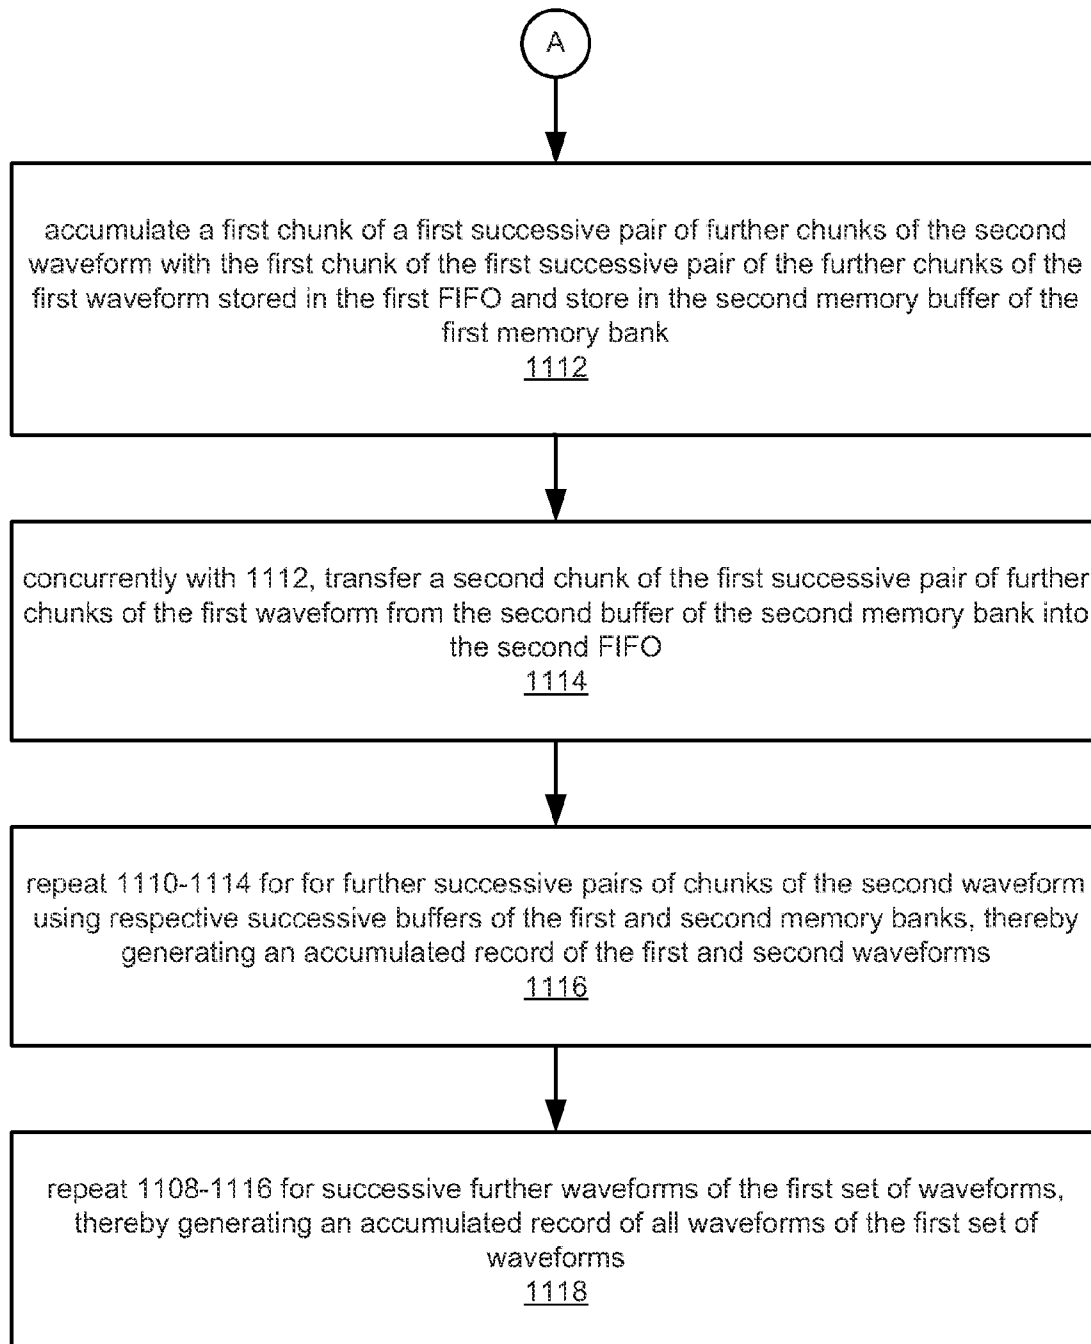 A
accumulate a first chunk of a first successive pair of further chunks of the second
waveform with the first chunk of the first successive pair of the further chunks of the
first waveform stored in the first FIFO and store in the second memory buffer of the
first memory bank
1112
concurrently with 1112, transfer a second chunk of the first successive pair of further
chunks of the first waveform from the second buffer of the second memory bank into
the second FIFO
1114
repeat 1110-1114 for for further successive pairs of chunks of the second waveform
using respective successive buffers of the first and second memory banks, thereby
generating an accumulated record of the first and second waveforms
1116
repeat 1108-1116 for successive further waveforms of the first set of waveforms,
thereby generating an accumulated record of all waveforms of the first set of
waveforms
1118